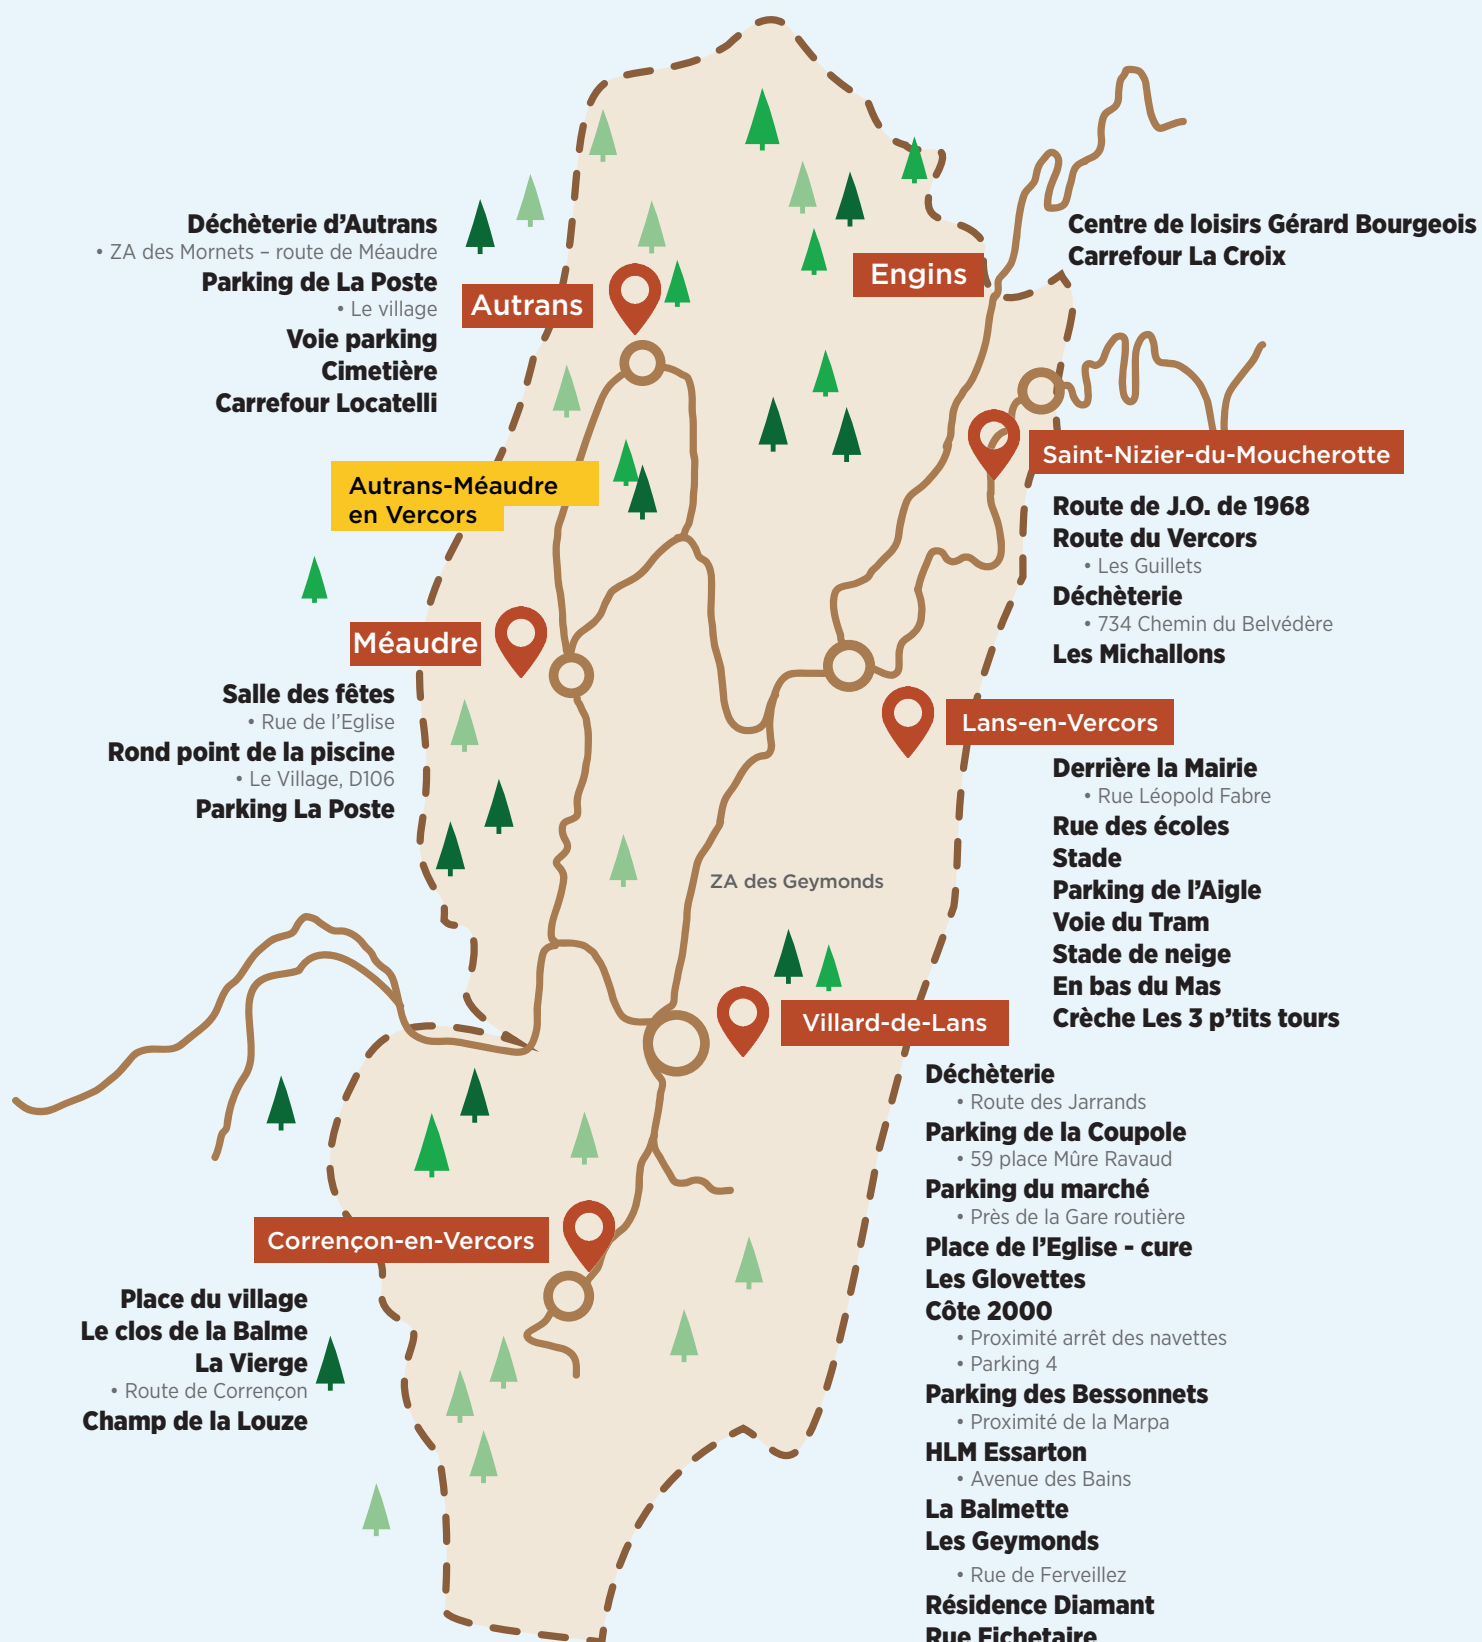 Déchèterie d’Autrans
• ZA des Mornets – route de Méaudre
Parking de La Poste
• Le village
Voie parking
Cimetière
Carrefour Locatelli
Autrans
Engins
Centre de loisirs Gérard Bourgeois
Carrefour La Croix
Autrans-Méaudre
en Vercors
Saint-Nizier-du-Moucherotte
Route de J.O. de 1968
Route du Vercors
• Les Guillets
Déchèterie
• 734 Chemin du Belvédère
Les Michallons
Méaudre
Salle des fêtes
• Rue de l’Eglise
Rond point de la piscine
• Le Village, D106
Parking La Poste
Lans-en-Vercors
Derrière la Mairie
• Rue Léopold Fabre
Rue des écoles
Stade
Parking de l’Aigle
Voie du Tram
Stade de neige
En bas du Mas
Crèche Les 3 p’tits tours
ZA des Geymonds
Villard-de-Lans
Déchèterie
• Route des Jarrands
Parking de la Coupole
• 59 place Mûre Ravaud
Parking du marché
• Près de la Gare routière
Place de l’Eglise - cure
Les Glovettes
Côte 2000
• Proximité arrêt des navettes
• Parking 4
Parking des Bessonnets
• Proximité de la Marpa
HLM Essarton
• Avenue des Bains
La Balmette
Les Geymonds
• Rue de Ferveillez
Résidence Diamant
Rue Fichetaire
Corrençon-en-Vercors
Place du village
Le clos de la Balme
La Vierge
• Route de Corrençon
Champ de la Louze